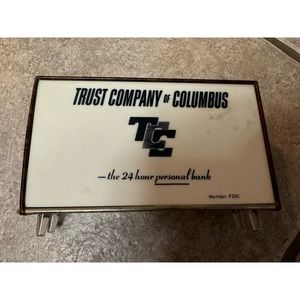 TRUST COMPANY OF COLUMBUS
TCC
—the 24 hour personal bank
Member FDIC